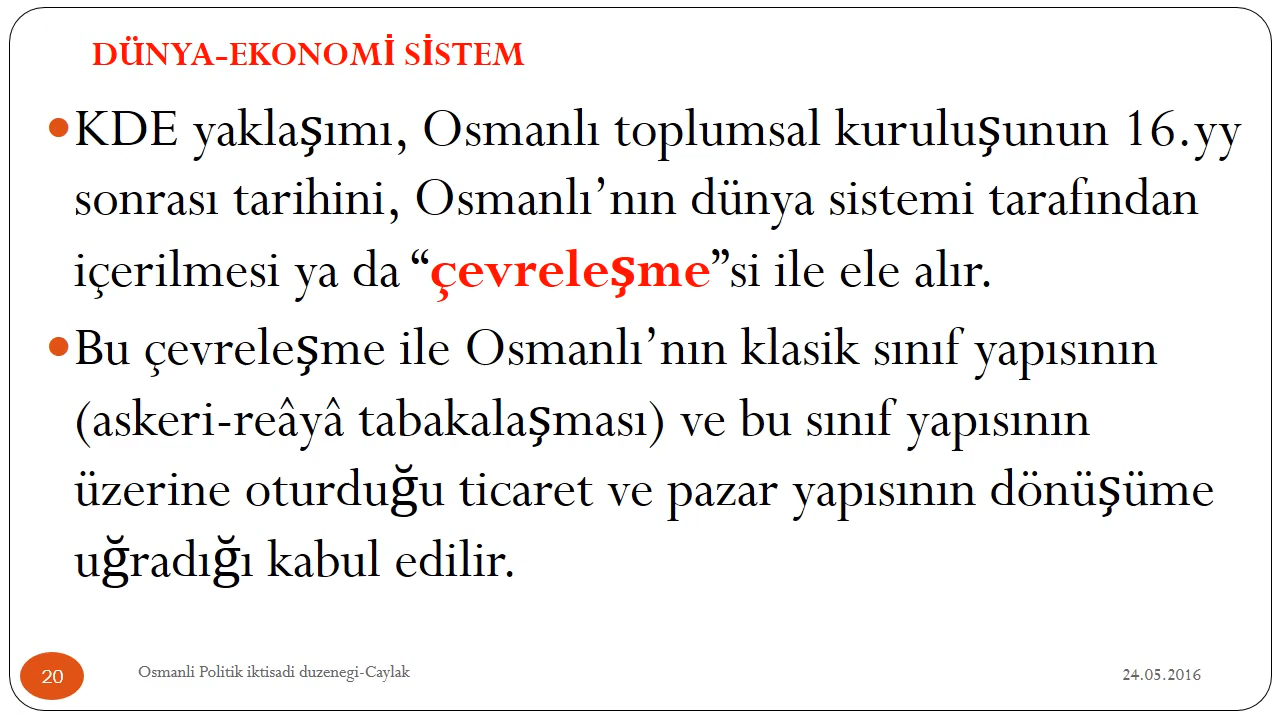 DÜNYA-EKONOMİ SİSTEM
•KDE yaklaşımı, Osmanlı toplumsal kuruluşunun 16.yy
sonrası tarihini, Osmanlı’nın dünya sistemi tarafından
içerilmesi ya da “çevreleşme”si ile ele alır.
•Bu çevreleşme ile Osmanlı’nın klasik sınıf yapısının
(askeri-reâyâ tabakalaşması) ve bu sınıf yapısının
üzerine oturduğu ticaret ve pazar yapısının dönüşüme
uğradığı kabul edilir.
20
Osmanli Politik iktisadi duzenegi-Caylak
24.05.2016